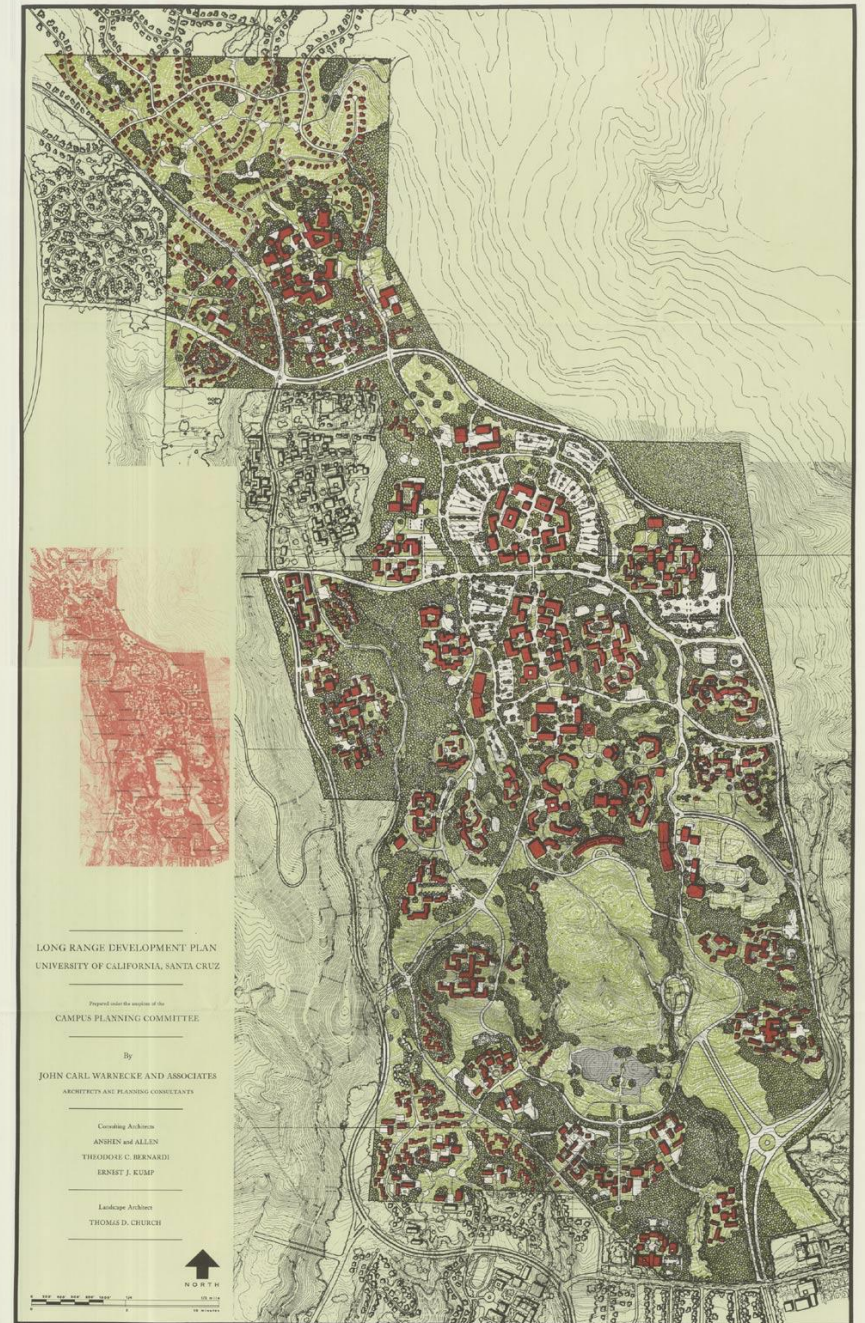 LONG RANGE DEVELOPMENT PLAN
UNIVERSITY OF CALIFORNIA, SANTA CRUZ
Prepared under the auspices of the
CAMPUS PLANNING COMMITTEE
By
JOHN CARL WARNECKE AND ASSOCIATES
ARCHITECTS AND PLANNING CONSULTANTS
Consulting Architects
ANSHEN and ALLEN
THEODORE C. BERNARDI
ERNEST J. KUMP
Landscape Architect
THOMAS D. CHURCH
NORTH